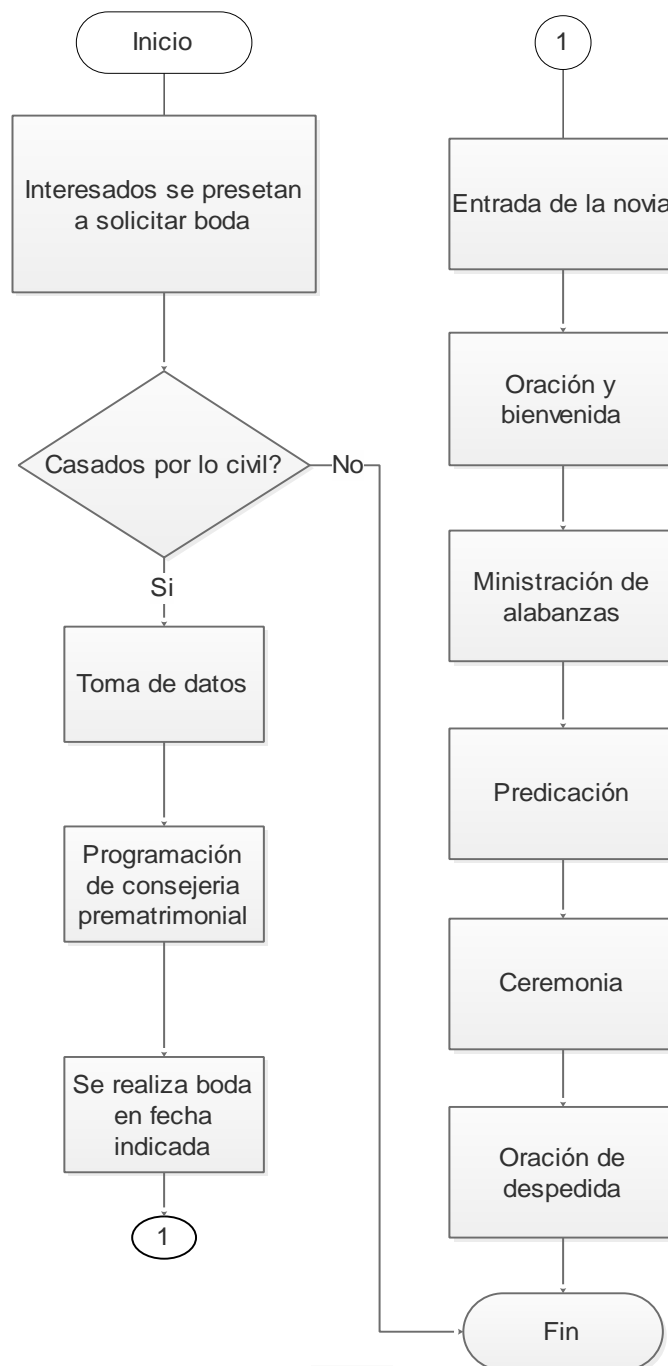 Inicio
Interesados se presetan
a solicitar boda
Casados por lo civil?
No
Si
Toma de datos
Programación
de consejeria
prematrimonial
Se realiza boda
en fecha
indicada
1
1
Entrada de la novia
Oración y
bienvenida
Ministración de
alabanzas
Predicación
Ceremonia
Oración de
despedida
Fin